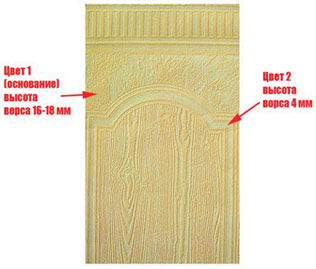 Цвет 1
(основание)
высота
ворса 16-18 мм
Цвет 2
высота
ворса 4 мм